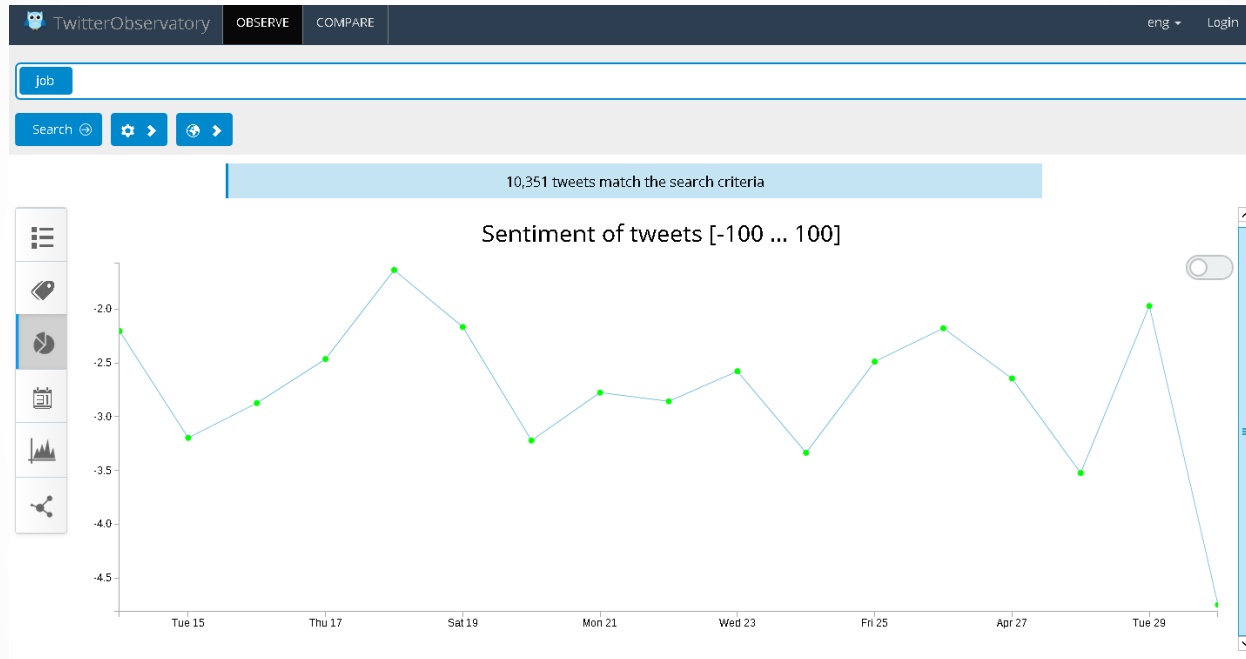 TwitterObservatory OBSERVE COMPARE eng Login
job
Search
10,351 tweets match the search criteria
Sentiment of tweets [-100 ... 100]
-2.0
-2.5
-3.0
31
-3.5
-4.0
-4.5
Tue 15 Thu 17 Sat 19 Mon 21 Wed 23 Fri 25 Apr 27 Tue 29